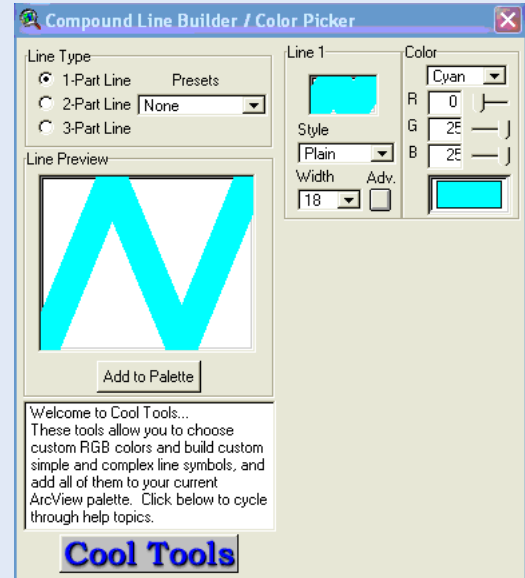 Compound Line Builder / Color Picker
Line Type
1-Part Line
Presets
2-Part Line
None
3-Part Line
Line Preview
Add to Palette
Line 1
Style
Plain
Width
Adv.
18
Color
Cyan
R 0
G 25
B 25
Welcome to Cool Tools...
These tools allow you to choose
custom RGB colors and build custom
simple and complex line symbols, and
add all of them to your current
ArcView palette. Click below to cycle
through help topics.
Cool Tools